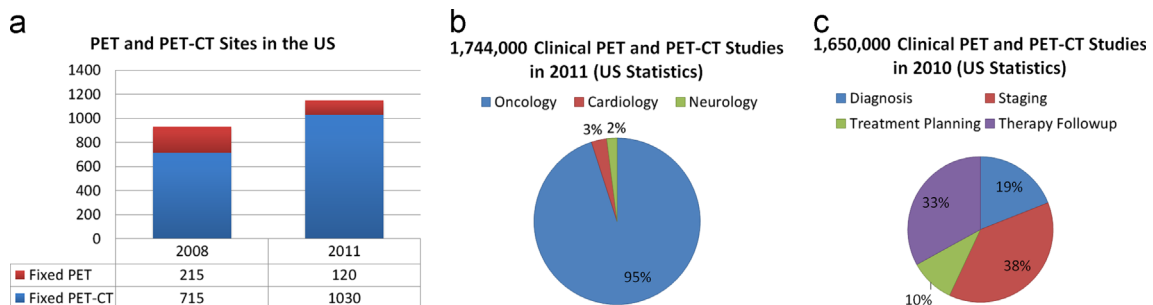 a
PET and PET-CT Sites in the US
1400
1200
1000
800
600
400
200
0
2008 2011
Fixed PET 215 120
Fixed PET-CT 715 1030
b
1,744,000 Clinical PET and PET-CT Studies
in 2011 (US Statistics)
Oncology Cardiology Neurology
3% 2%
95%
c
1,650,000 Clinical PET and PET-CT Studies
in 2010 (US Statistics)
Diagnosis Staging
Treatment Planning Therapy Followup
19%
33%
38%
10%